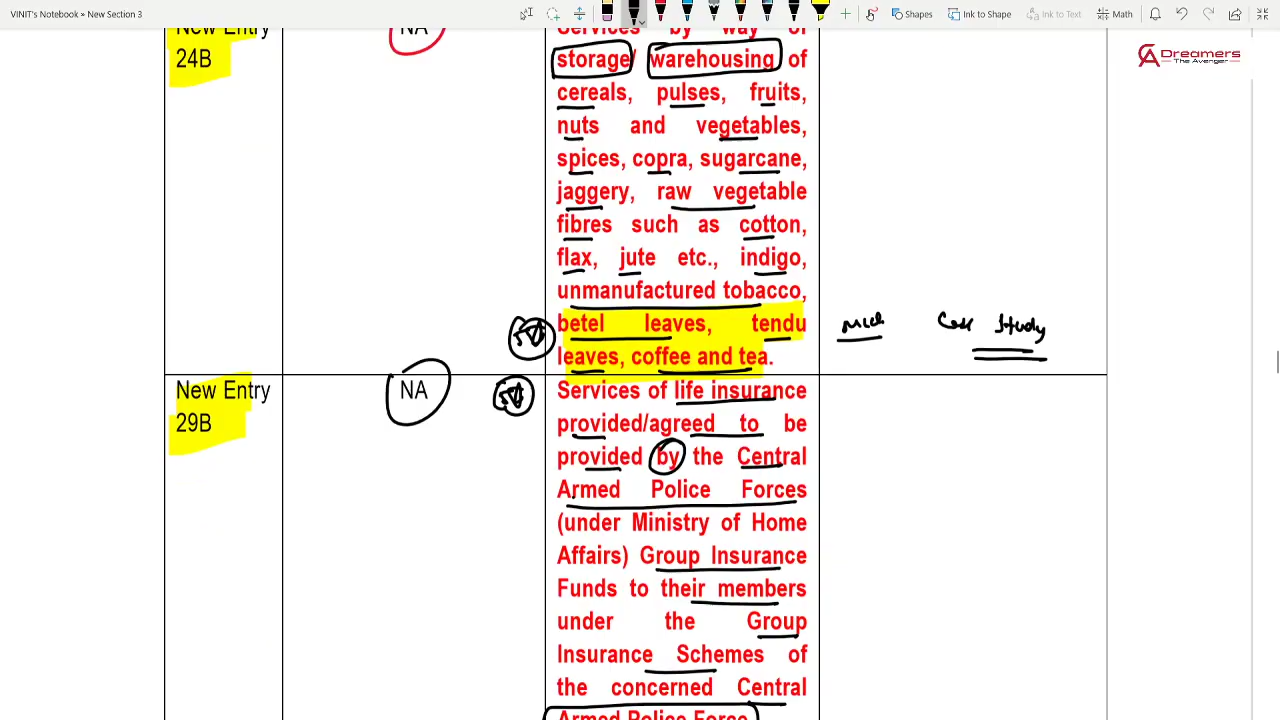 VINIT's Notebook » New Section 3
Shapes
Ink to Shape
Ink to Text
Math
CA Dreamers
The Avenger
New Entry
24B
NA
Services by way of
storage/ warehousing of
cereals, pulses, fruits,
nuts and vegetables,
spices, copra, sugarcane,
jaggery, raw vegetable
fibres such as cotton,
flax, jute etc., indigo,
unmanufactured tobacco,
betel leaves, tendu
leaves, coffee and tea.
Study
New Entry
29B
NA
Services of life insurance
provided/agreed to be
provided by the Central
Armed Police Forces
(under Ministry of Home
Affairs) Group Insurance
Funds to their members
under the Group
Insurance Schemes of
the concerned Central
Armed Police Force